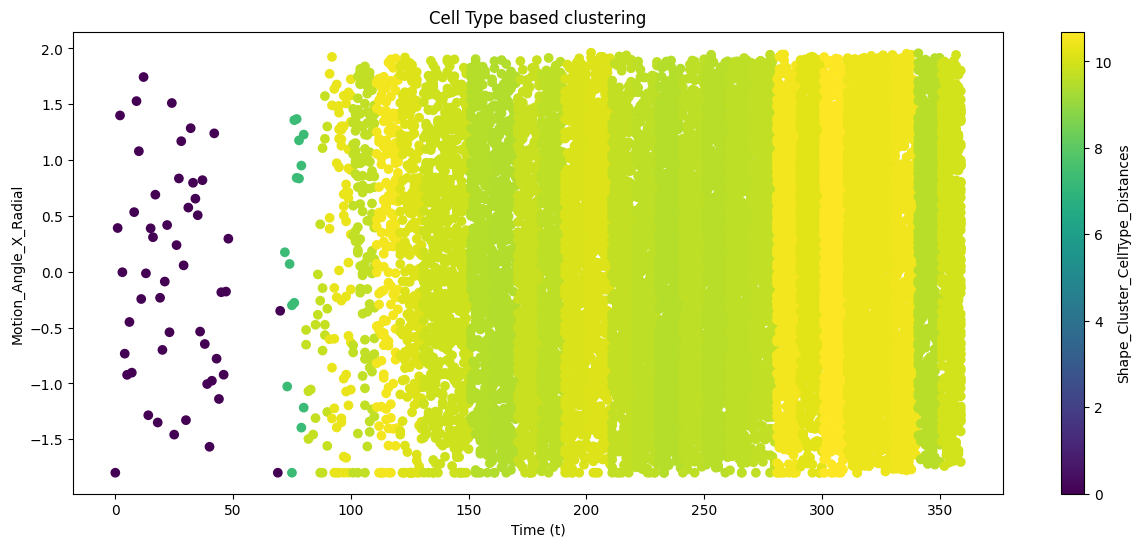 Cell Type based clustering
Motion_Angle_X_Radial
2.0
1.5
1.0
0.5
0.0
−0.5
−1.0
−1.5
0 50 100 150 200 250 300 350
Time (t)
10
8
6
4
2
0
Shape_Cluster_CellType_Distances